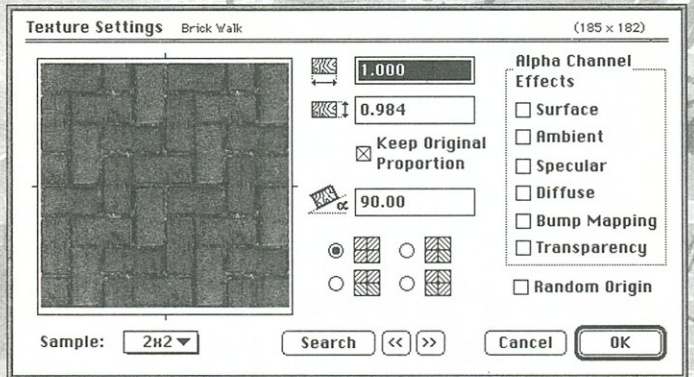 Texture Settings Brick Walk (185 x 182)
1.000
0.984
Keep Original
Proportion
α 90.00
Alpha Channel
Effects
Surface
Ambient
Specular
Diffuse
Bump Mapping
Transparency
Random Origin
Sample: 2x2
Search << >> Cancel OK